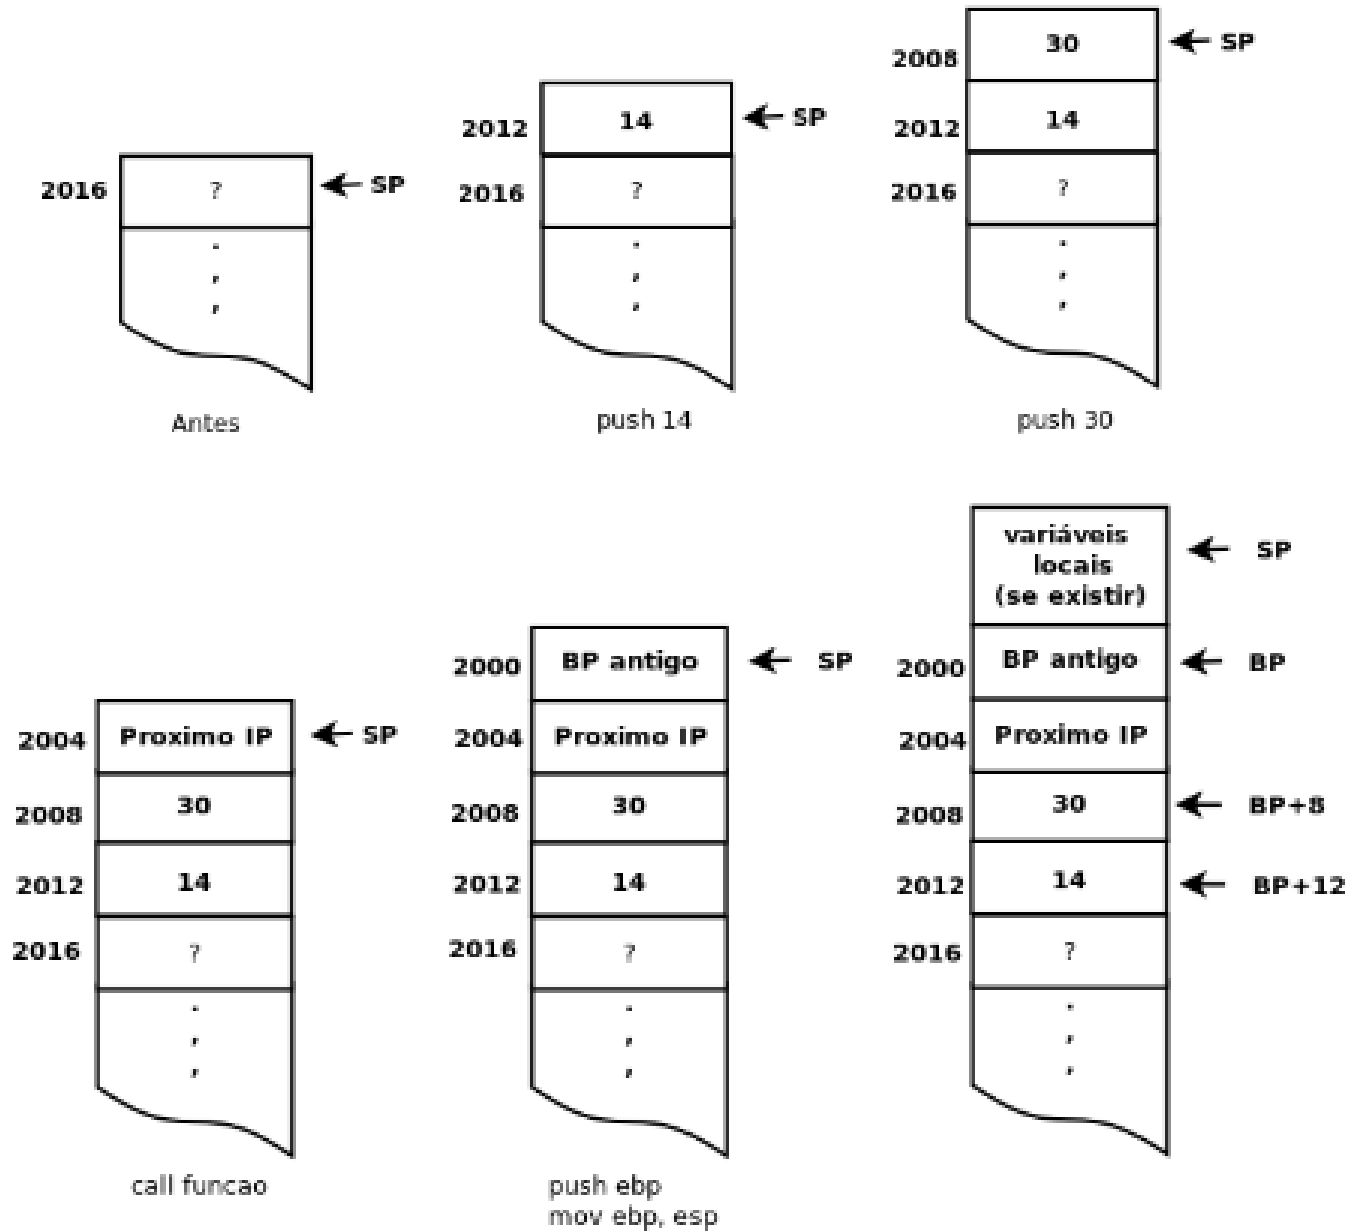 30
SP
2008
14
2012
?
2016
push 30
14
SP
2012
?
2016
push 14
?
SP
2016
Antes
variáveis
locais
(se existir)
SP
BP antigo
BP
2000
Proximo IP
2004
30
BP+8
2008
14
BP+12
2012
?
2016
BP antigo
SP
2000
Proximo IP
2004
30
2008
14
2012
?
2016
push ebp
mov ebp, esp
Proximo IP
SP
2004
30
2008
14
2012
?
2016
call funcao